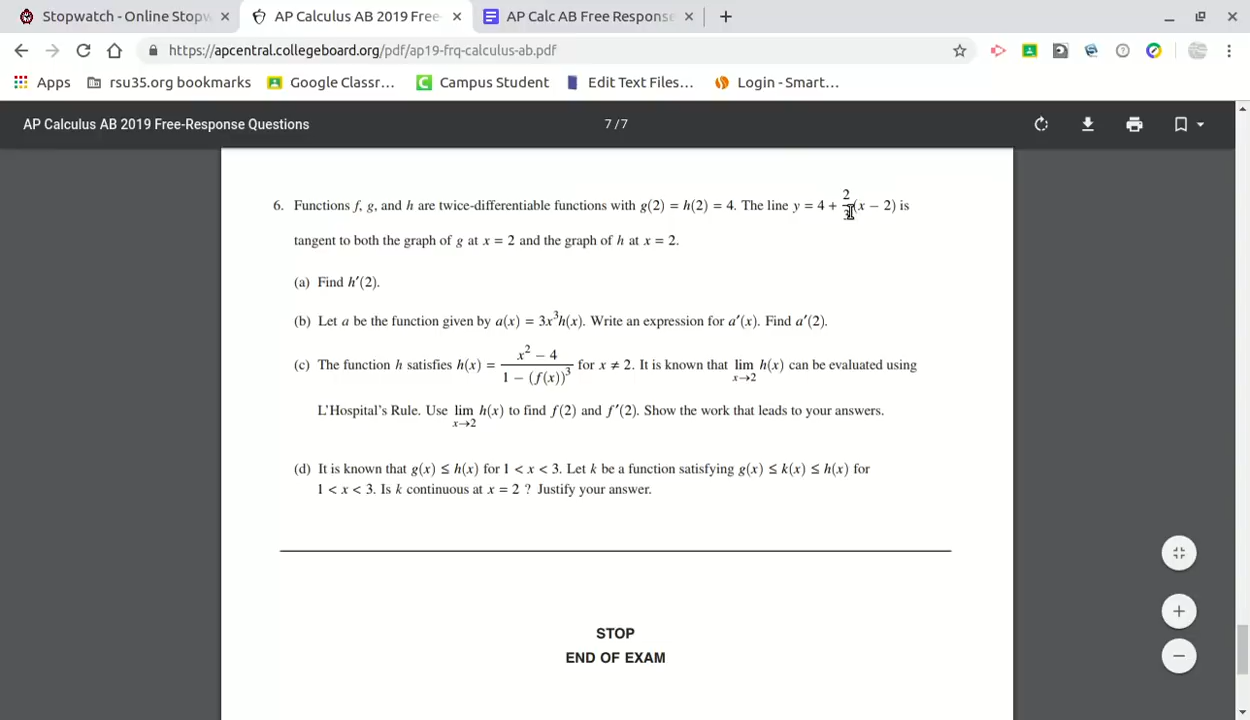 Stopwatch - Online Stopw
AP Calculus AB 2019 Free-
AP Calc AB Free Response
https://apcentral.collegeboard.org/pdf/ap19-frq-calculus-ab.pdf
Apps rsu35.org bookmarks Google Classr... Campus Student Edit Text Files... Login - Smart...
AP Calculus AB 2019 Free-Response Questions 7 / 7
6. Functions f, g, and h are twice-differentiable functions with g(2) = h(2) = 4. The line y = 4 + 2/3(x − 2) is
tangent to both the graph of g at x = 2 and the graph of h at x = 2.
(a) Find h′(2).
(b) Let a be the function given by a(x) = 3x³h(x). Write an expression for a′(x). Find a′(2).
(c) The function h satisfies h(x) = (x² − 4)/(1 − (f(x))³) for x ≠ 2. It is known that lim x→2 h(x) can be evaluated using
L'Hospital's Rule. Use lim x→2 h(x) to find f(2) and f′(2). Show the work that leads to your answers.
(d) It is known that g(x) ≤ h(x) for 1 < x < 3. Let k be a function satisfying g(x) ≤ k(x) ≤ h(x) for
1 < x < 3. Is k continuous at x = 2 ? Justify your answer.
STOP
END OF EXAM